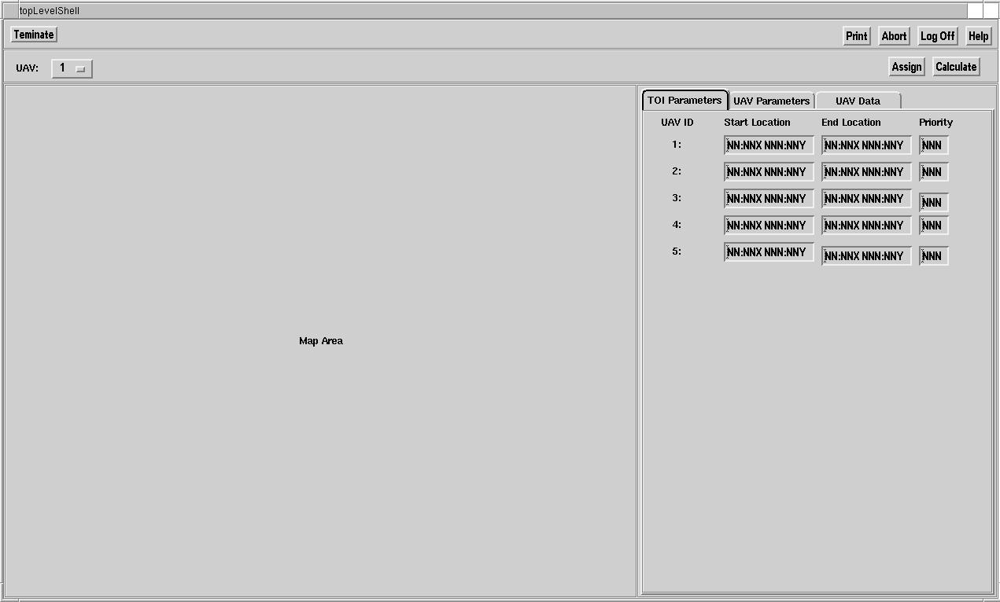 topLevelShell
Teminate Print Abort Log Off Help
UAV: 1 Assign Calculate
TOI Parameters UAV Parameters UAV Data
UAV ID Start Location End Location Priority
1: NN:NNX NNN:NNY NN:NNX NNN:NNY NNN
2: NN:NNX NNN:NNY NN:NNX NNN:NNY NNN
3: NN:NNX NNN:NNY NN:NNX NNN:NNY NNN
4: NN:NNX NNN:NNY NN:NNX NNN:NNY NNN
5: NN:NNX NNN:NNY NN:NNX NNN:NNY NNN
Map Area